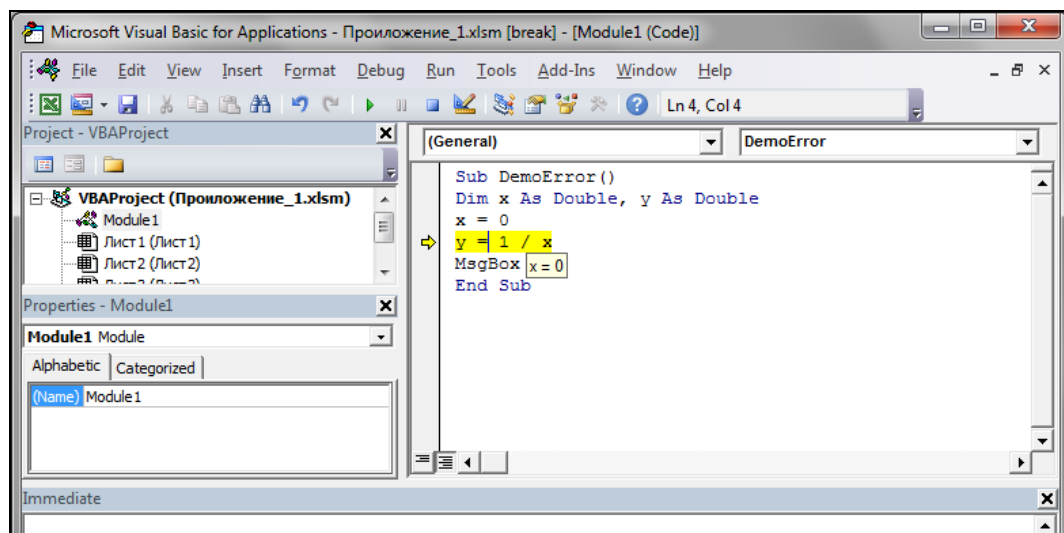 Microsoft Visual Basic for Applications - Проиложение_1.xlsm [break] - [Module1 (Code)]
File Edit View Insert Format Debug Run Tools Add-Ins Window Help
Ln 4, Col 4
Project - VBAProject
VBAProject (Проиложение_1.xlsm)
Module1
Лист1 (Лист1)
Лист2 (Лист2)
Properties - Module1
Module1 Module
Alphabetic Categorized
(Name) Module1
(General) DemoError
Sub DemoError()
Dim x As Double, y As Double
x = 0
y = 1 / x
MsgBox
x = 0
End Sub
Immediate